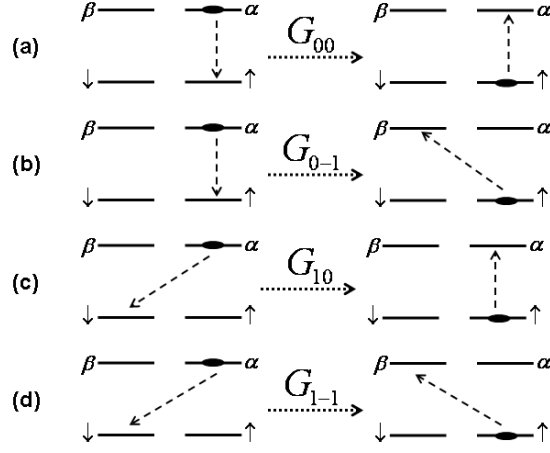 (a) β α G₀₀ α
↓ ↑ ↓ ↑
(b) β α G₀₋₁ β α
↓ ↑ ↓ ↑
(c) β α G₁₀ β α
↓ ↑ ↓ ↑
(d) β α G₁₋₁ β α
↓ ↑ ↓ ↑